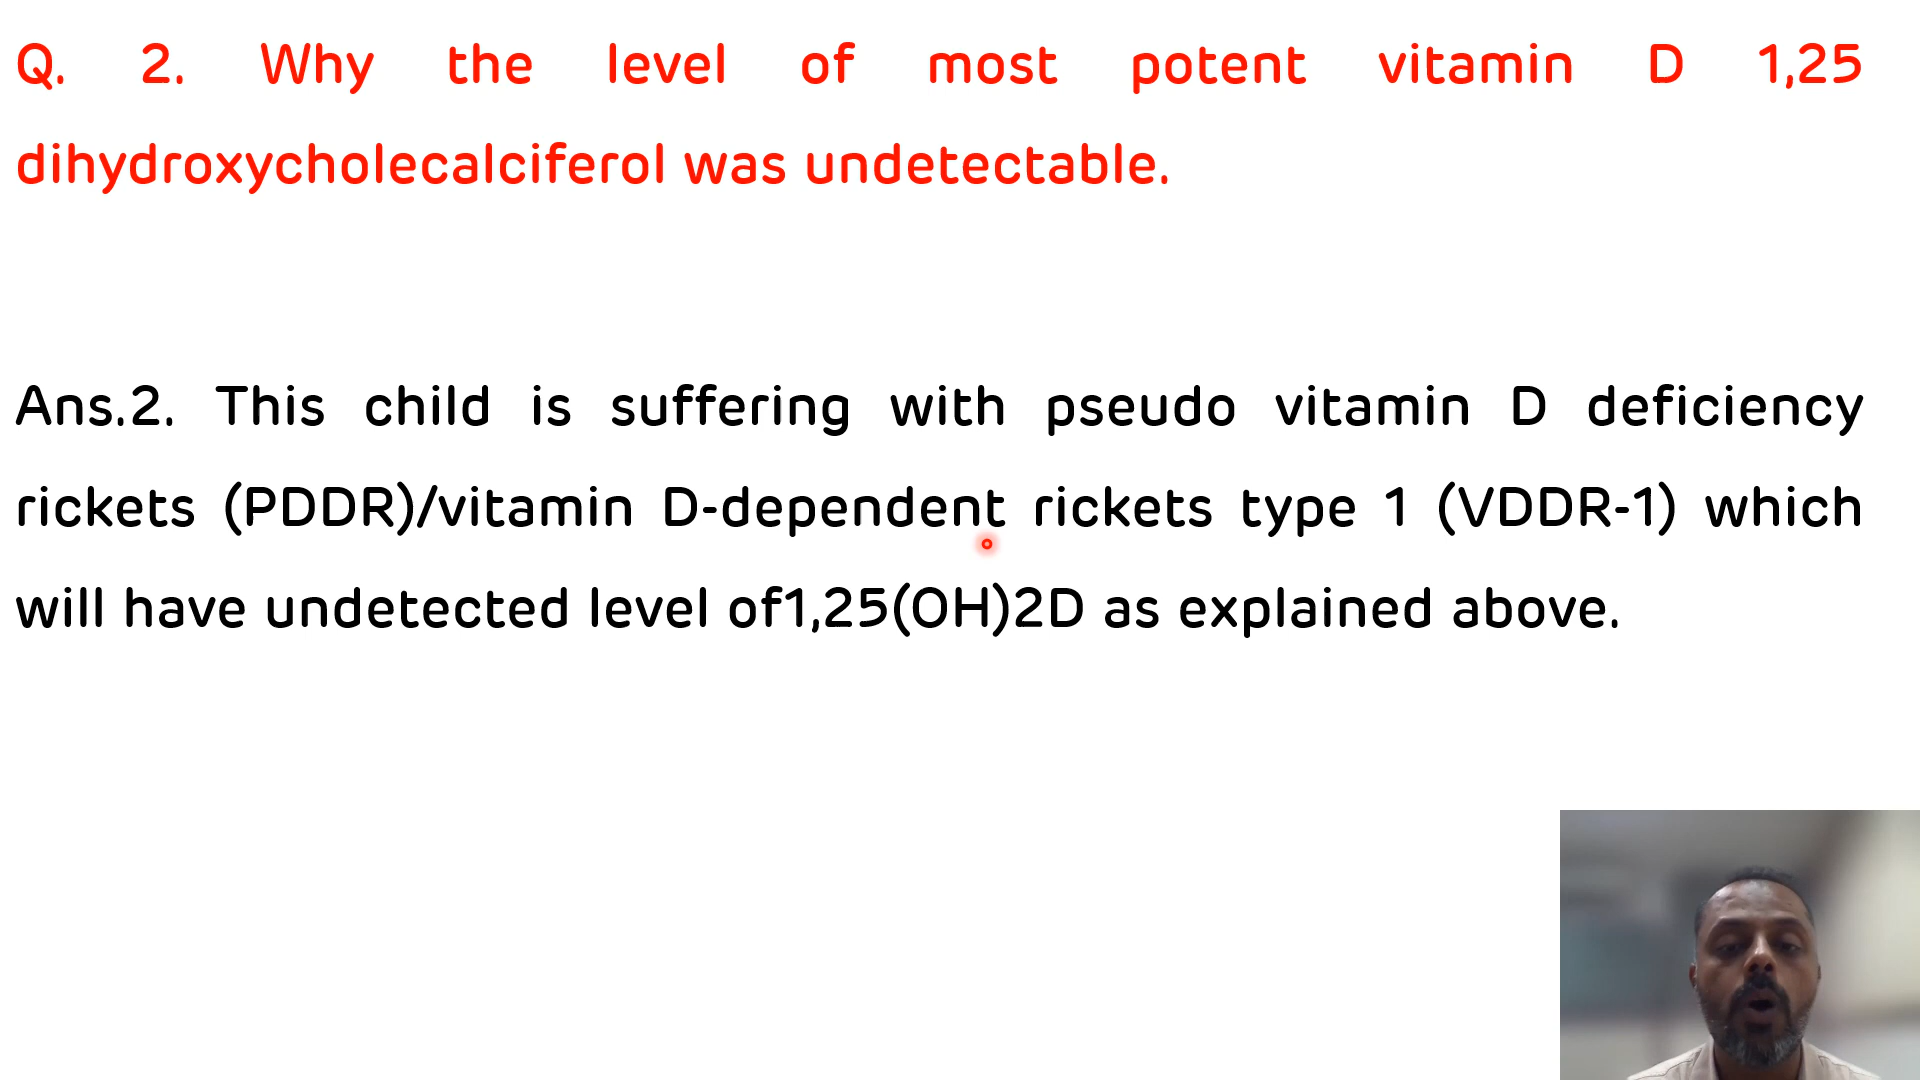 Q. 2. Why the level of most potent vitamin D 1,25
dihydroxycholecalciferol was undetectable.
Ans.2. This child is suffering with pseudo vitamin D deficiency
rickets (PDDR)/vitamin D-dependent rickets type 1 (VDDR-1) which
will have undetected level of1,25(OH)2D as explained above.